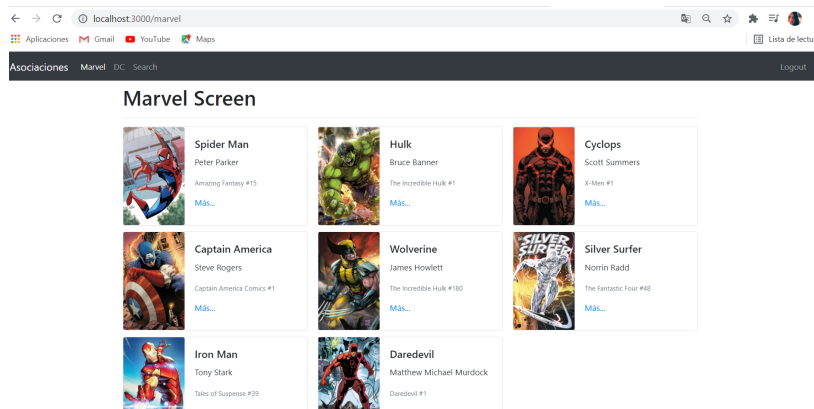 localhost:3000/marvel
Aplicaciones Gmail YouTube Maps Lista de lectu
Asociaciones Marvel DC Search Logout
Marvel Screen
Spider Man
Peter Parker
Amazing Fantasy #15
Más...
Hulk
Bruce Banner
The Incredible Hulk #1
Más...
Cyclops
Scott Summers
X-Men #1
Más...
Captain America
Steve Rogers
Captain America Comics #1
Más...
Wolverine
James Howlett
The Incredible Hulk #180
Más...
SILVER
SURFER
Silver Surfer
Norrin Radd
The Fantastic Four #48
Más...
Iron Man
Tony Stark
Tales of Suspense #39
Daredevil
Matthew Michael Murdock
Daredevil #1